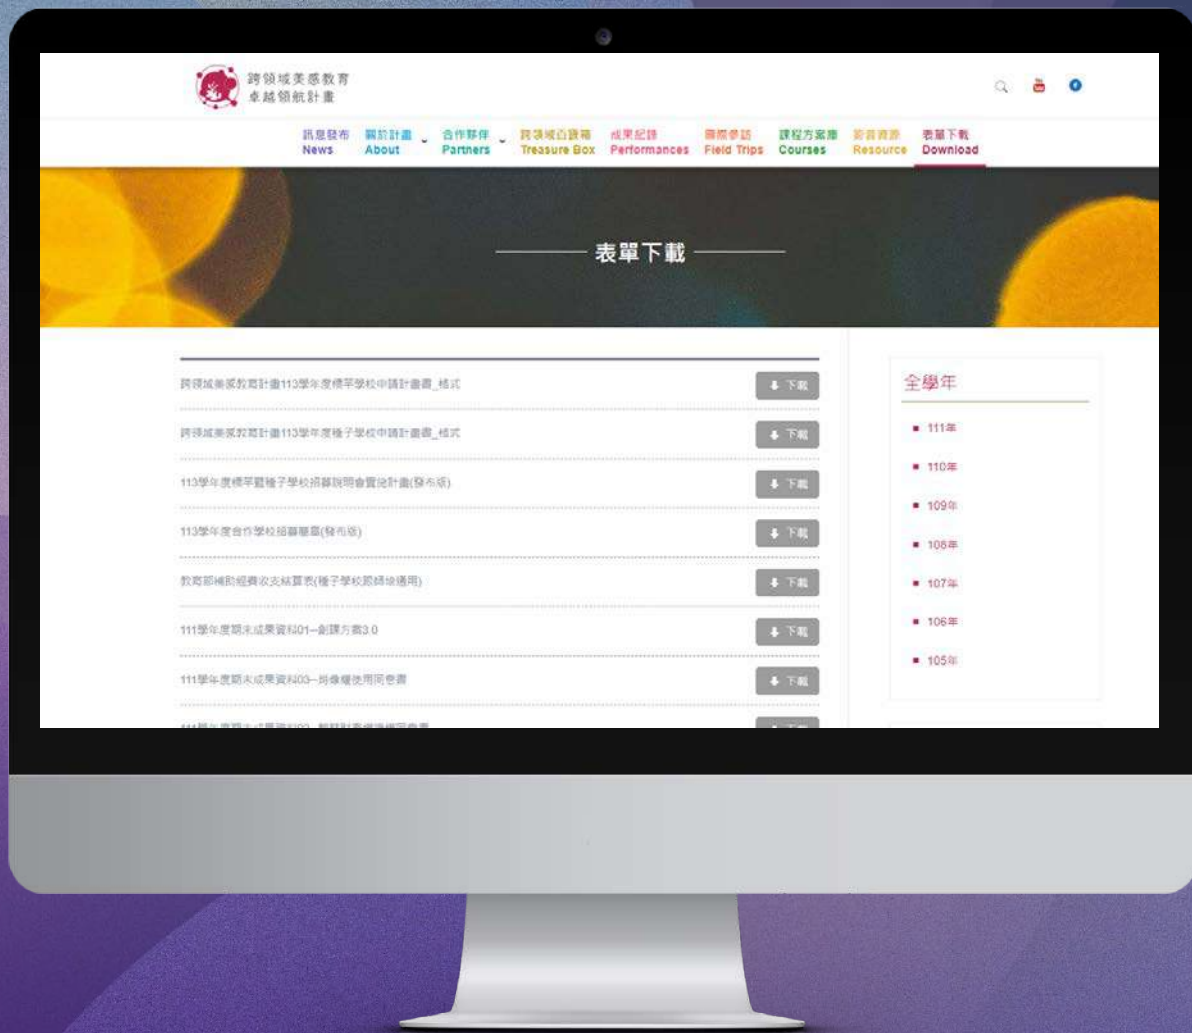 跨領域美感教育
卓越領航計畫
訊息發布
News
關於計畫
About
合作夥伴
Partners
跨領域百寶箱
Treasure Box
成果記錄
Performances
國際參訪
Field Trips
課程方案庫
Courses
影音資源
Resource
表單下載
Download
表單下載
跨領域美感教育計畫113學年度標竿學校申請計畫書_格式
下載
跨領域美感教育計畫113學年度種子學校申請計畫書_格式
下載
113學年度標竿暨種子學校招募說明會實施計畫(發布版)
下載
113學年度合作學校招募簡章(發布版)
下載
教育部補助經費收支結算表(種子學校跟師培通用)
下載
111學年度期末成果資料01—創課方案3.0
下載
111學年度期末成果資料03—肖像權使用同意書
下載
全學年
111年
110年
109年
108年
107年
106年
105年